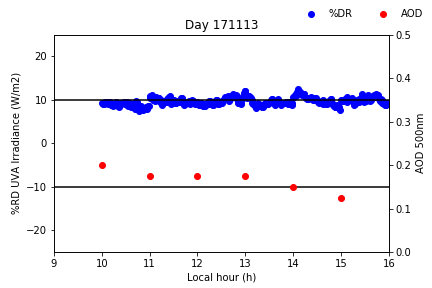 %DR AOD
Day 171113
%RD UVA Irradiance (W/m2)
20
10
0
−10
−20
0.5
0.4
0.3
0.2
0.1
0.0
AOD 500nm
9 10 11 12 13 14 15 16
Local hour (h)